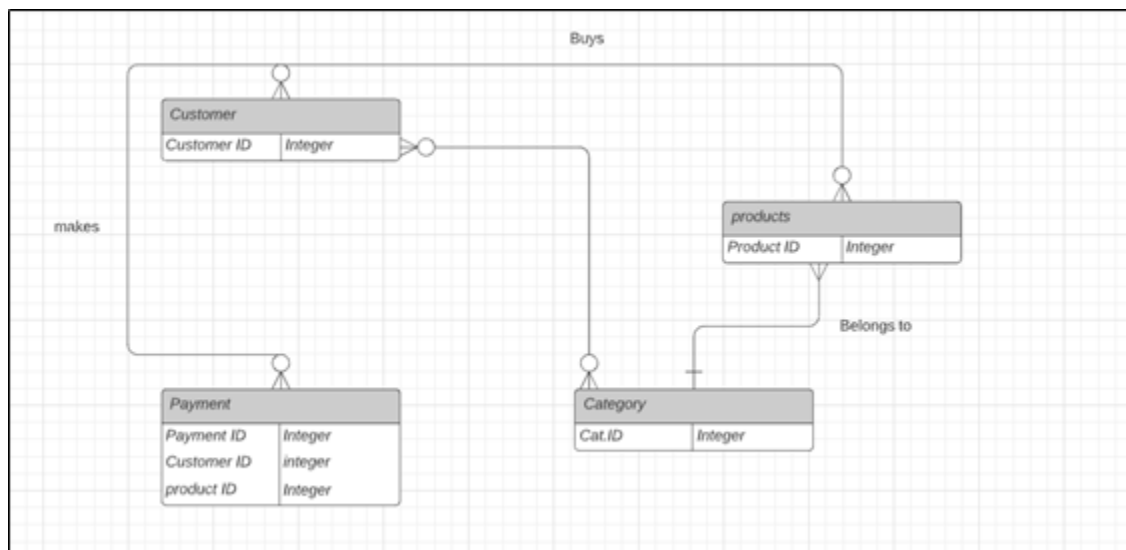 Buys
Customer
Customer ID Integer
makes
products
Product ID Integer
Belongs to
Payment
Payment ID Integer
Customer ID integer
product ID Integer
Category
Cat.ID Integer